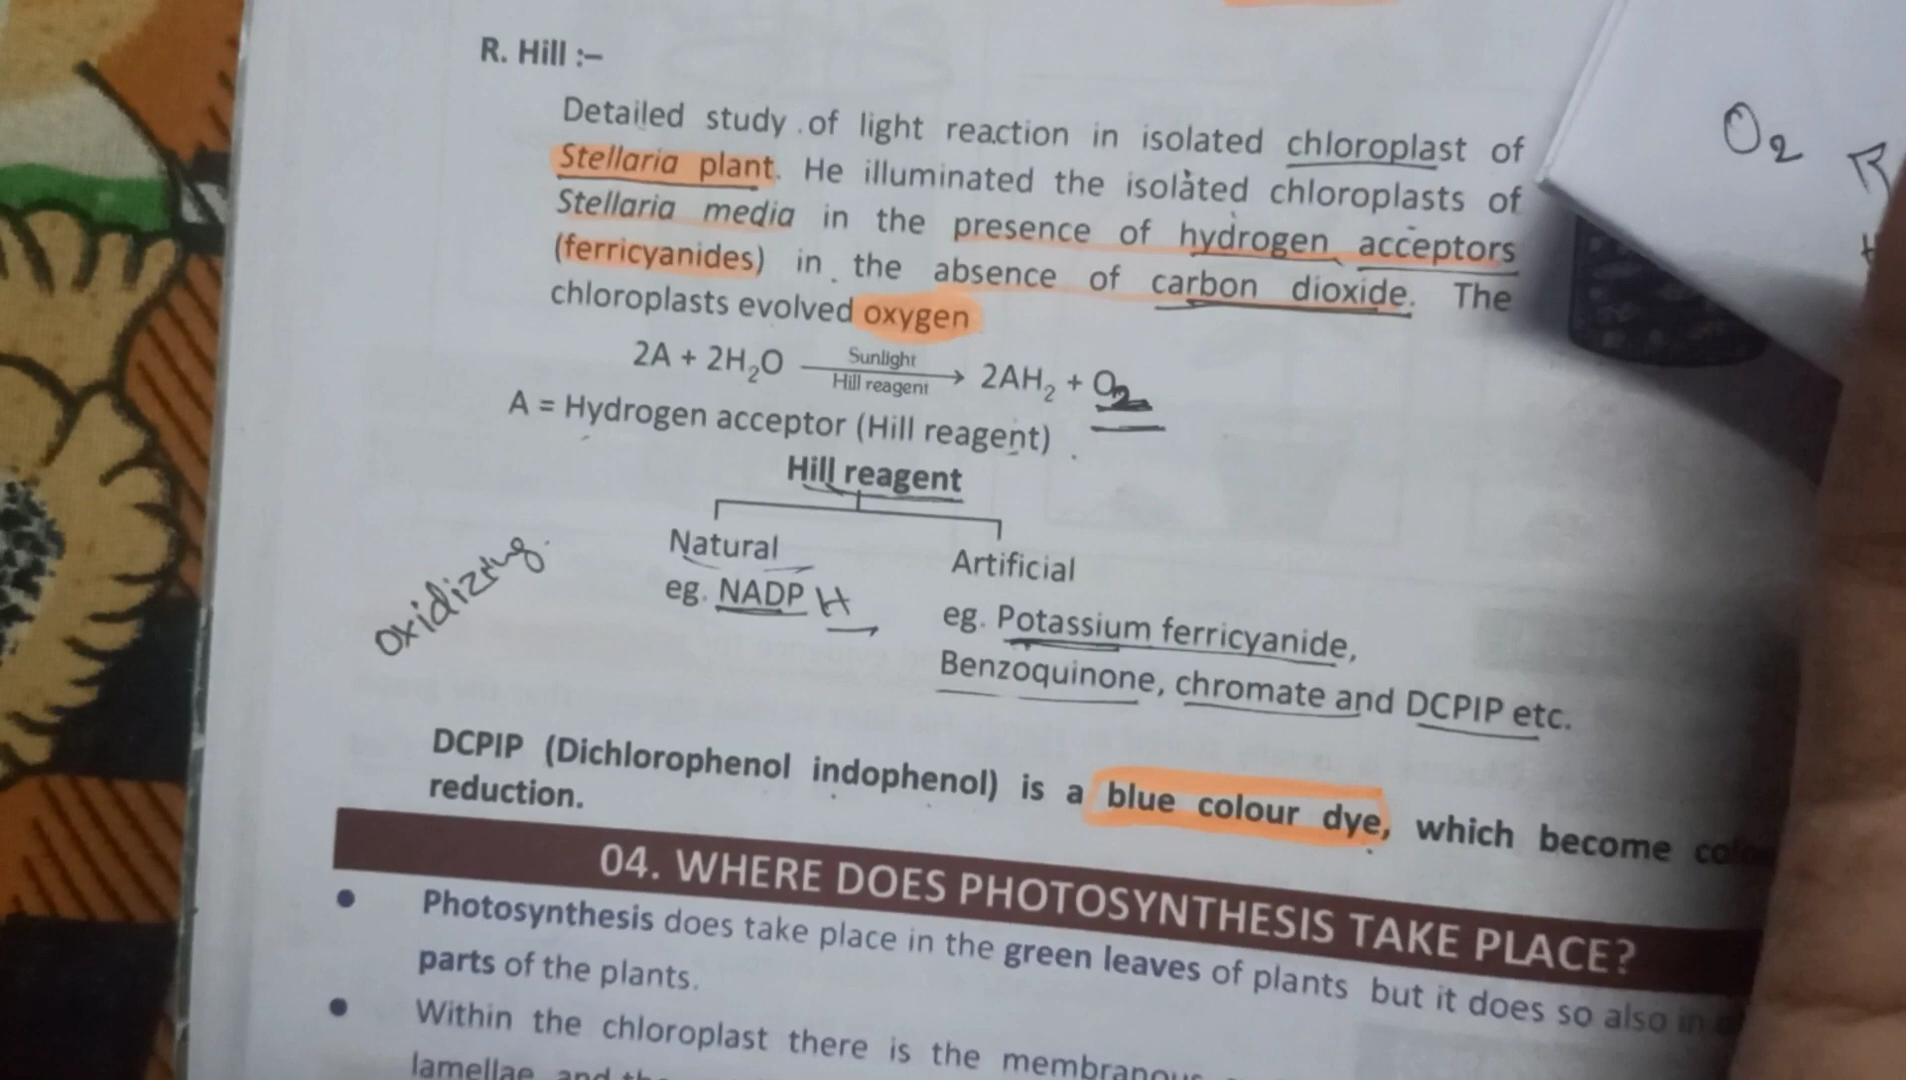 R. Hill :–
Detailed study of light reaction in isolated chloroplast of
Stellaria plant. He illuminated the isolated chloroplasts of
Stellaria media in the presence of hydrogen acceptors
(ferricyanides) in the absence of carbon dioxide. The
chloroplasts evolved oxygen
2A + 2H₂O Sunlight Hill reagent → 2AH₂ + O₂
A = Hydrogen acceptor (Hill reagent)
Hill reagent
Natural
eg. NADP H
Artificial
eg. Potassium ferricyanide,
Benzoquinone, chromate and DCPIP etc.
oxidizing
DCPIP (Dichlorophenol indophenol) is a blue colour dye, which become
reduction.
04. WHERE DOES PHOTOSYNTHESIS TAKE PLACE?
• Photosynthesis does take place in the green leaves of plants but it does so also in
parts of the plants.
• Within the chloroplast there is the membranous
lamellae and
O₂